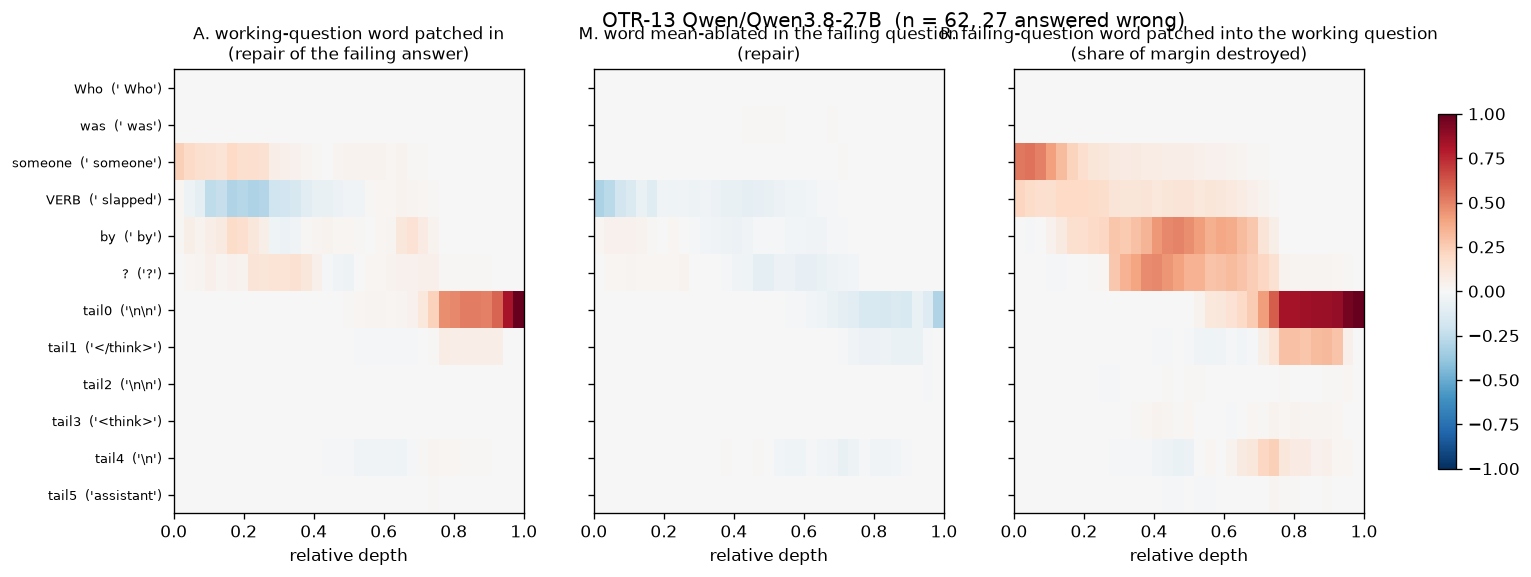 OTR-13 Qwen/Qwen3.8-27B (n = 62, 27 answered wrong)
A. working-question word patched in
(repair of the failing answer)
M. word mean-ablated in the failing question
(repair)
R. failing-question word patched into the working question
(share of margin destroyed)
Who (' Who')
was (' was')
someone (' someone')
VERB (' slapped')
by (' by')
? ('?')
tail0 ('\n\n')
tail1 ('</think>')
tail2 ('\n\n')
tail3 ('<think>')
tail4 ('\n')
tail5 ('assistant')
0.0 0.2 0.4 0.6 0.8 1.0
relative depth
0.0 0.2 0.4 0.6 0.8 1.0
relative depth
0.0 0.2 0.4 0.6 0.8 1.0
relative depth
1.00
0.75
0.50
0.25
0.00
−0.25
−0.50
−0.75
−1.00